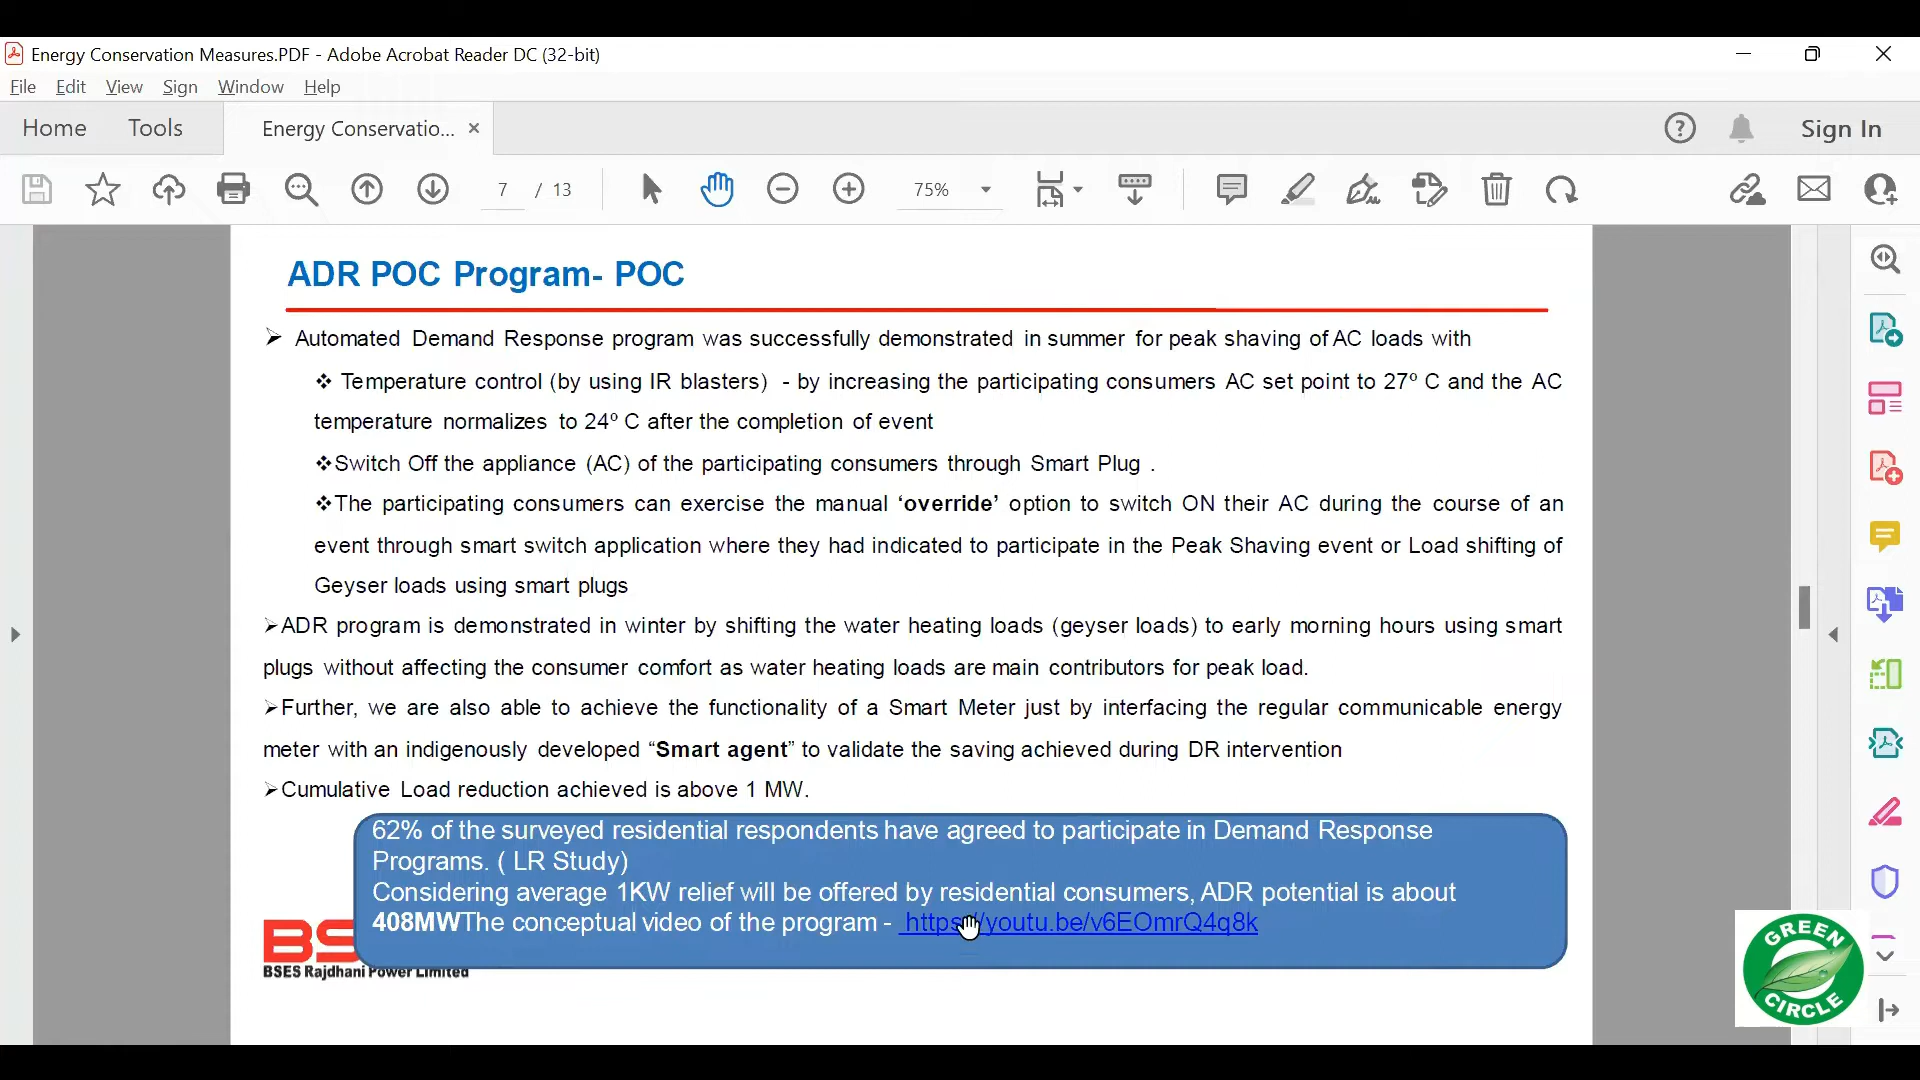 Energy Conservation Measures.PDF - Adobe Acrobat Reader DC (32-bit)
File Edit View Sign Window Help
Home Tools Energy Conservatio... × Sign In
7 / 13 75%
ADR POC Program- POC
➢ Automated Demand Response program was successfully demonstrated in summer for peak shaving of AC loads with
❖ Temperature control (by using IR blasters) - by increasing the participating consumers AC set point to 27º C and the AC
temperature normalizes to 24º C after the completion of event
❖Switch Off the appliance (AC) of the participating consumers through Smart Plug .
❖The participating consumers can exercise the manual ‘override’ option to switch ON their AC during the course of an
event through smart switch application where they had indicated to participate in the Peak Shaving event or Load shifting of
Geyser loads using smart plugs
➢ADR program is demonstrated in winter by shifting the water heating loads (geyser loads) to early morning hours using smart
plugs without affecting the consumer comfort as water heating loads are main contributors for peak load.
➢Further, we are also able to achieve the functionality of a Smart Meter just by interfacing the regular communicable energy
meter with an indigenously developed “Smart agent” to validate the saving achieved during DR intervention
➢Cumulative Load reduction achieved is above 1 MW.
62% of the surveyed residential respondents have agreed to participate in Demand Response
Programs. ( LR Study)
Considering average 1KW relief will be offered by residential consumers, ADR potential is about
408MWThe conceptual video of the program - https://youtu.be/v6EOmrQ4q8k
BS
BSES Rajdhani Power Limited
GREEN
CIRCLE